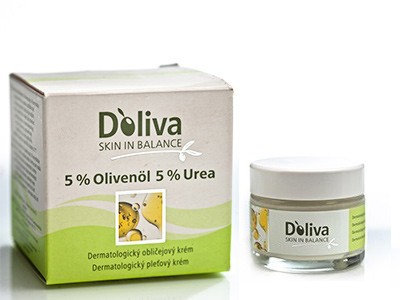 D'oliva
SKIN IN BALANCE
5 % Olivenöl 5 % Urea
Dermatologický obličejový krém
Dermatologický pleťový krém
D'oliva
SKIN IN BALANCE